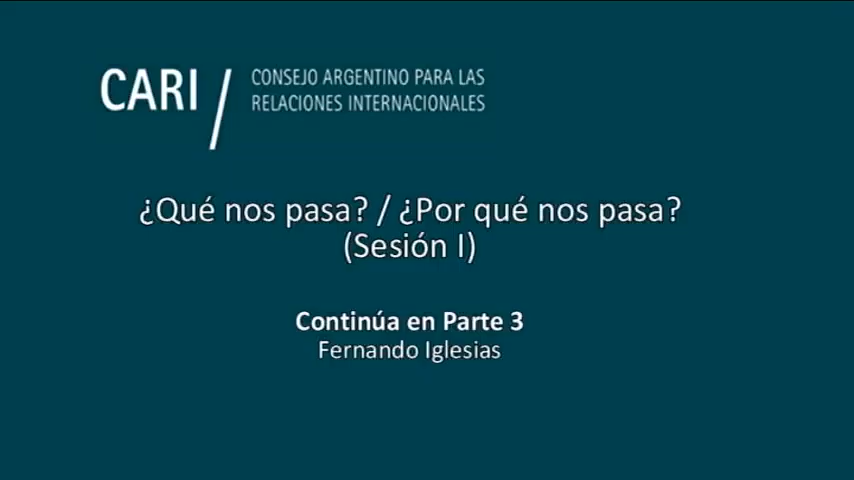 CARI / CONSEJO ARGENTINO PARA LAS
RELACIONES INTERNACIONALES
¿Qué nos pasa? / ¿Por qué nos pasa?
(Sesión I)
Continúa en Parte 3
Fernando Iglesias